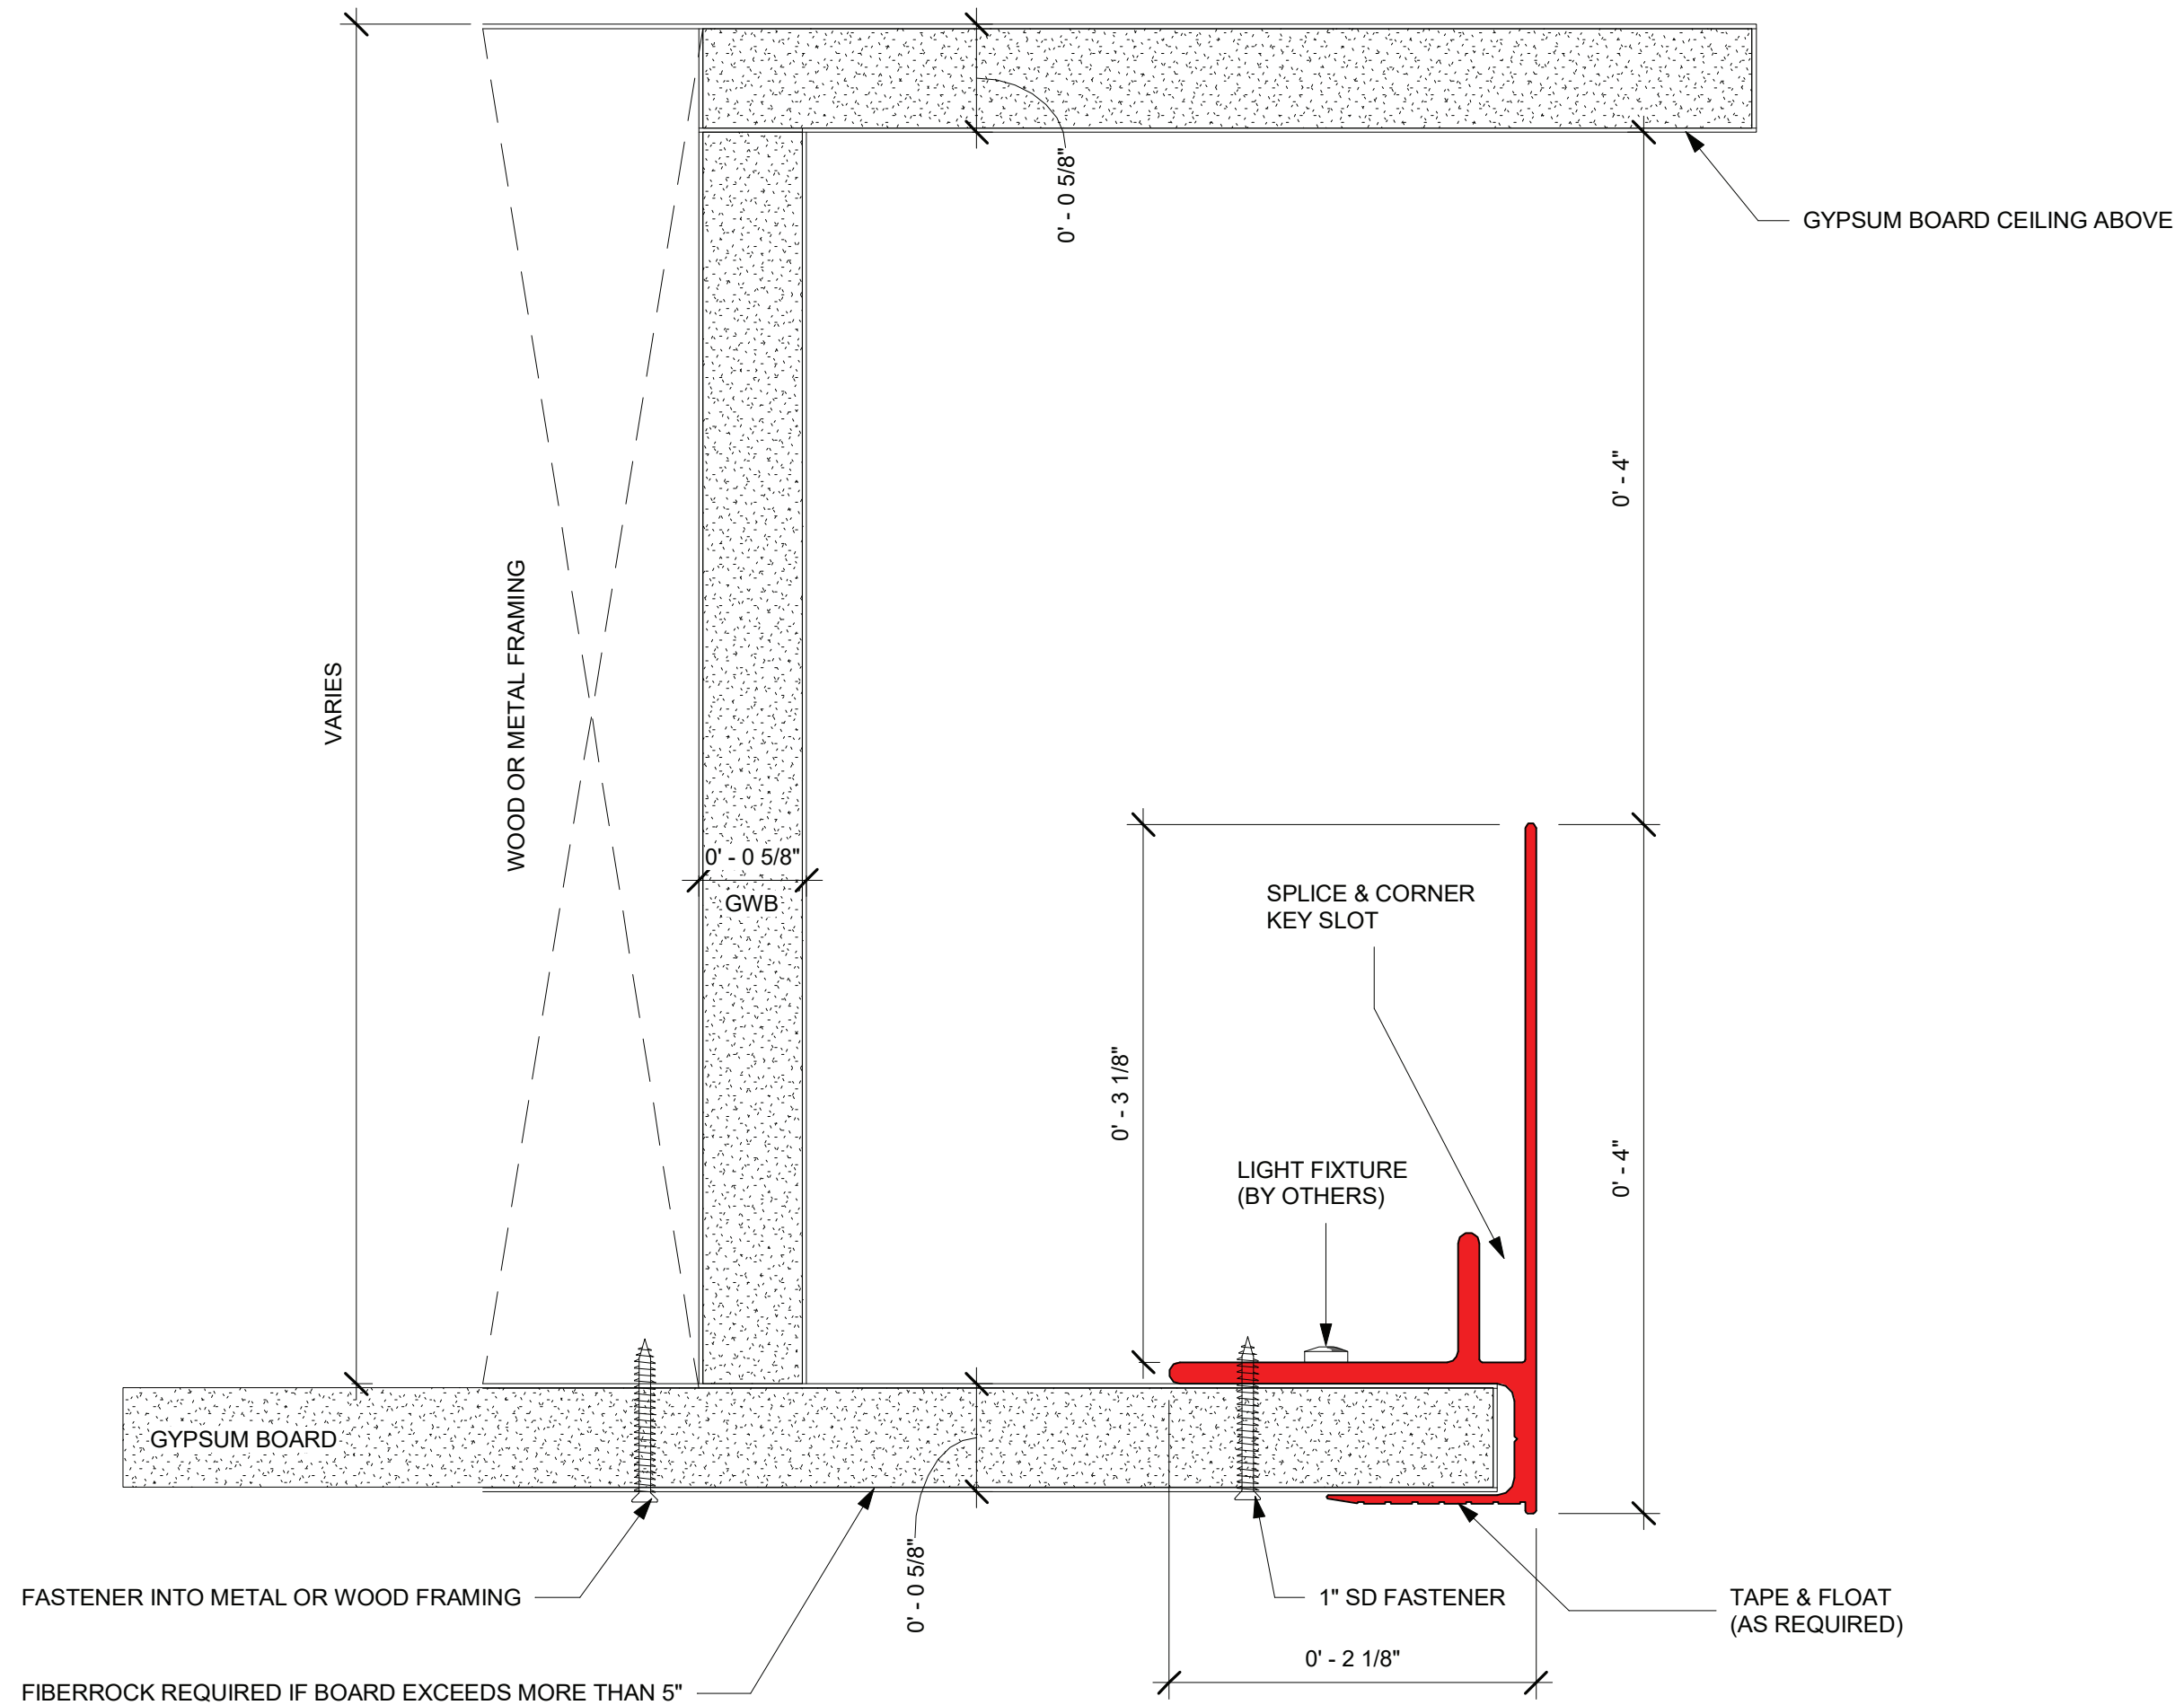 0' - 0 5/8"
GYPSUM BOARD CEILING ABOVE
0' - 4"
VARIES
WOOD OR METAL FRAMING
0' - 0 5/8"
GWB
SPLICE & CORNER
KEY SLOT
0' - 3 1/8"
LIGHT FIXTURE
(BY OTHERS)
0' - 4"
GYPSUM BOARD
0' - 0 5/8"
FASTENER INTO METAL OR WOOD FRAMING
1" SD FASTENER
TAPE & FLOAT
(AS REQUIRED)
0' - 2 1/8"
FIBERROCK REQUIRED IF BOARD EXCEEDS MORE THAN 5"